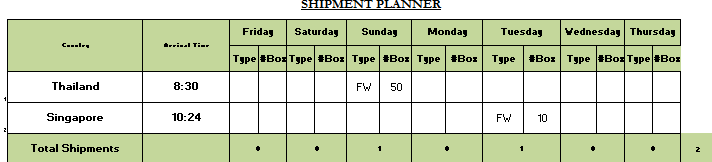 SHIPMENT PLANNER
Country Arrival Time Friday Saturday Sunday Monday Tuesday Wednesday Thursday
Type #Box Type #Box Type #Box Type #Box Type #Box Type #Box Type #Box
1 Thailand 8:30 FW 50
2 Singapore 10:24 FW 10
Total Shipments 0 0 1 0 1 0 0 2